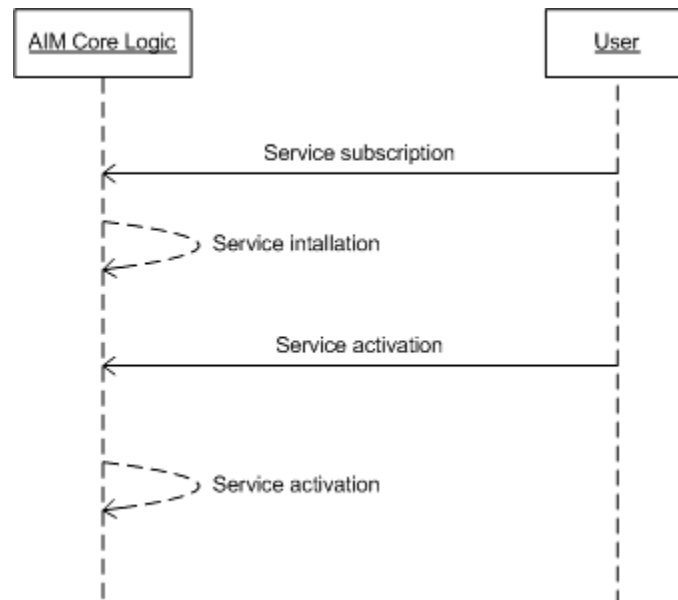 AIM Core Logic
User
Service subscription
Service intallation
Service activation
Service activation